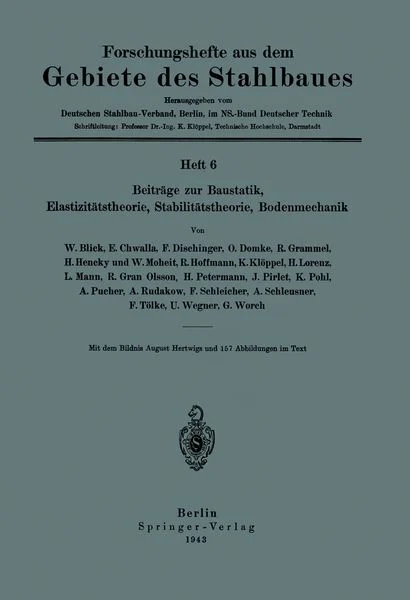 Forschungshefte aus dem
Gebiete des Stahlbaues
Herausgegeben vom
Deutschen Stahlbau-Verband, Berlin, im NS.-Bund Deutscher Technik
Schriftleitung: Professor Dr.-Ing. K. Klöppel, Technische Hochschule, Darmstadt
Heft 6
Beiträge zur Baustatik,
Elastizitätstheorie, Stabilitätstheorie, Bodenmechanik
Von
W. Blick, E. Chwalla, F. Dischinger, O. Domke, R. Grammel,
H. Hencky und W. Moheit, R. Hoffmann, K. Klöppel, H. Lorenz,
L. Mann, R. Gran Olsson, H. Petermann, J. Pirlet, K. Pohl,
A. Pucher, A. Rudakow, F. Schleicher, A. Schleusner,
F. Tölke, U. Wegner, G. Worch
Mit dem Bildnis August Hertwigs und 157 Abbildungen im Text
S
Berlin
Springer-Verlag
1943